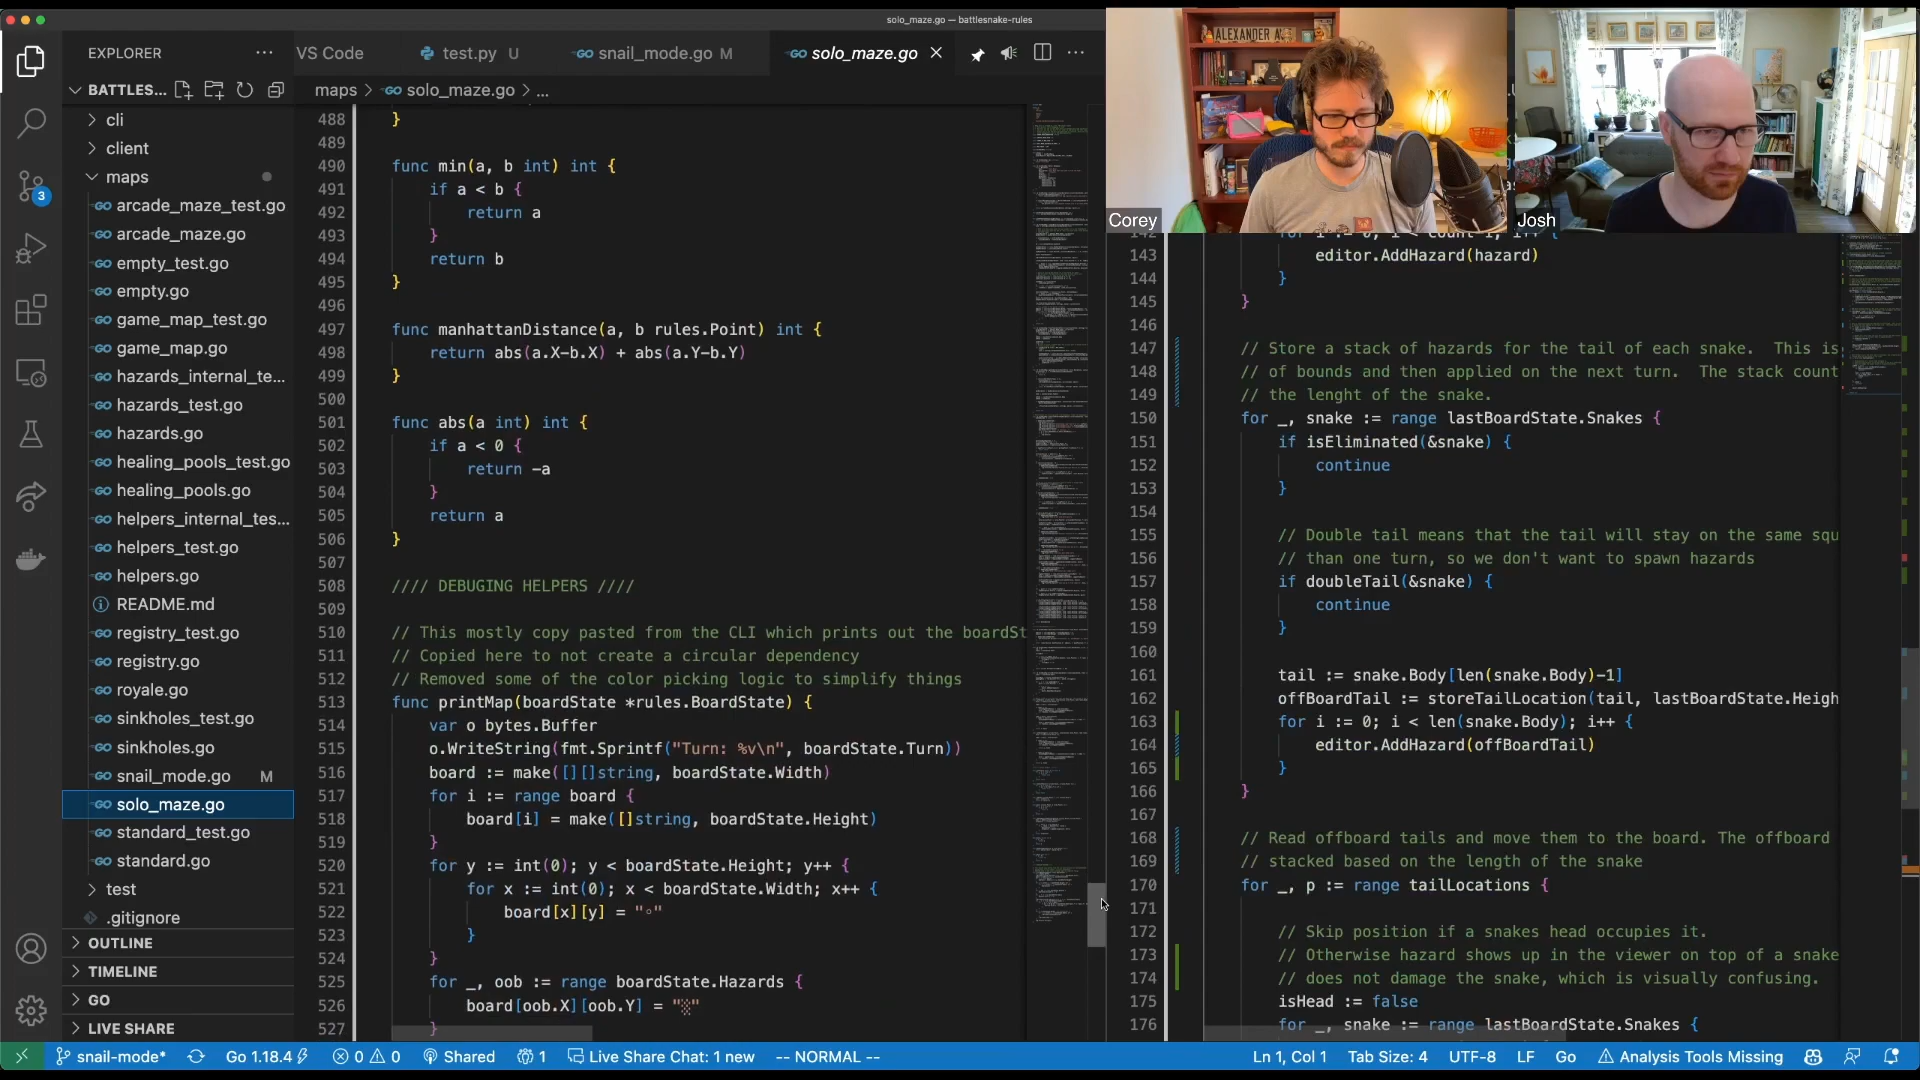 solo_maze.go — battlesnake-rules
EXPLORER
VS Code
test.py U
snail_mode.go M
solo_maze.go
BATTLES...
maps > solo_maze.go > ...
cli
client
maps
arcade_maze_test.go
arcade_maze.go
empty_test.go
empty.go
game_map_test.go
game_map.go
hazards_internal_te...
hazards_test.go
hazards.go
healing_pools_test.go
healing_pools.go
helpers_internal_tes...
helpers_test.go
helpers.go
README.md
registry_test.go
registry.go
royale.go
sinkholes_test.go
sinkholes.go
snail_mode.go M
solo_maze.go
standard_test.go
standard.go
test
.gitignore
OUTLINE
TIMELINE
GO
LIVE SHARE
3
488 }
489
490 func min(a, b int) int {
491 if a < b {
492 return a
493 }
494 return b
495 }
496
497 func manhattanDistance(a, b rules.Point) int {
498 return abs(a.X-b.X) + abs(a.Y-b.Y)
499 }
500
501 func abs(a int) int {
502 if a < 0 {
503 return -a
504 }
505 return a
506 }
507
508 //// DEBUGING HELPERS ////
509
510 // This mostly copy pasted from the CLI which prints out the boardSt
511 // Copied here to not create a circular dependency
512 // Removed some of the color picking logic to simplify things
513 func printMap(boardState *rules.BoardState) {
514 var o bytes.Buffer
515 o.WriteString(fmt.Sprintf("Turn: %v\n", boardState.Turn))
516 board := make([][]string, boardState.Width)
517 for i := range board {
518 board[i] = make([]string, boardState.Height)
519 }
520 for y := int(0); y < boardState.Height; y++ {
521 for x := int(0); x < boardState.Width; x++ {
522 board[x][y] = "◦"
523 }
524 }
525 for _, oob := range boardState.Hazards {
526 board[oob.X][oob.Y] = "░"
527 }
ALEXANDER A
Corey
Josh
143 editor.AddHazard(hazard)
144 }
145 }
146
147 // Store a stack of hazards for the tail of each snake. This is
148 // of bounds and then applied on the next turn. The stack count
149 // the lenght of the snake.
150 for _, snake := range lastBoardState.Snakes {
151 if isEliminated(&snake) {
152 continue
153 }
154
155 // Double tail means that the tail will stay on the same squ
156 // than one turn, so we don't want to spawn hazards
157 if doubleTail(&snake) {
158 continue
159 }
160
161 tail := snake.Body[len(snake.Body)-1]
162 offBoardTail := storeTailLocation(tail, lastBoardState.Heigh
163 for i := 0; i < len(snake.Body); i++ {
164 editor.AddHazard(offBoardTail)
165 }
166 }
167
168 // Read offboard tails and move them to the board. The offboard
169 // stacked based on the length of the snake
170 for _, p := range tailLocations {
171
172 // Skip position if a snakes head occupies it.
173 // Otherwise hazard shows up in the viewer on top of a snake
174 // does not damage the snake, which is visually confusing.
175 isHead := false
176 for _, snake := range lastBoardState.Snakes {
snail-mode* Go 1.18.4 0 0 Shared 1 Live Share Chat: 1 new -- NORMAL -- Ln 1, Col 1 Tab Size: 4 UTF-8 LF Go Analysis Tools Missing